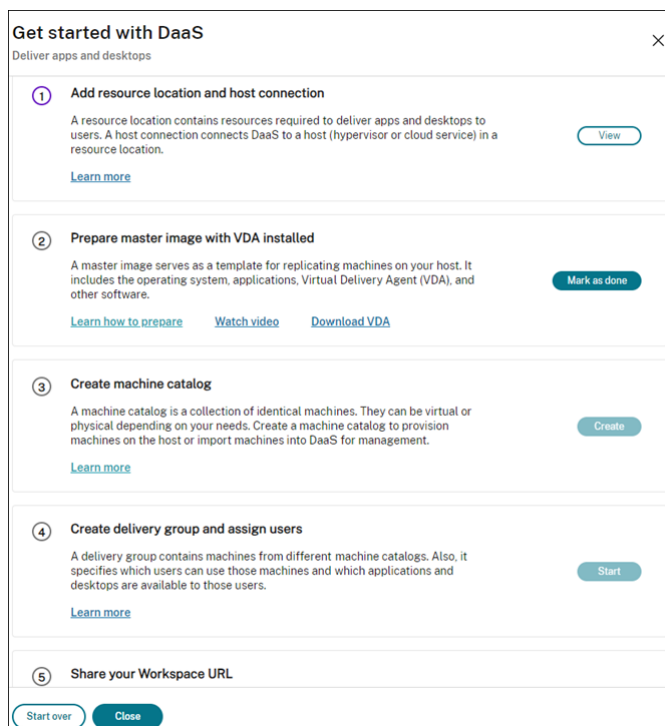 Get started with DaaS
Deliver apps and desktops
1
Add resource location and host connection
A resource location contains resources required to deliver apps and desktops to
users. A host connection connects DaaS to a host (hypervisor or cloud service) in a
resource location.
View
Learn more
2
Prepare master image with VDA installed
A master image serves as a template for replicating machines on your host. It
includes the operating system, applications, Virtual Delivery Agent (VDA), and
other software.
Mark as done
Learn how to prepare Watch video Download VDA
3
Create machine catalog
A machine catalog is a collection of identical machines. They can be virtual or
physical depending on your needs. Create a machine catalog to provision
machines on the host or import machines into DaaS for management.
Create
Learn more
4
Create delivery group and assign users
A delivery group contains machines from different machine catalogs. Also, it
specifies which users can use those machines and which applications and
desktops are available to those users.
Start
Learn more
5
Share your Workspace URL
Start over Close